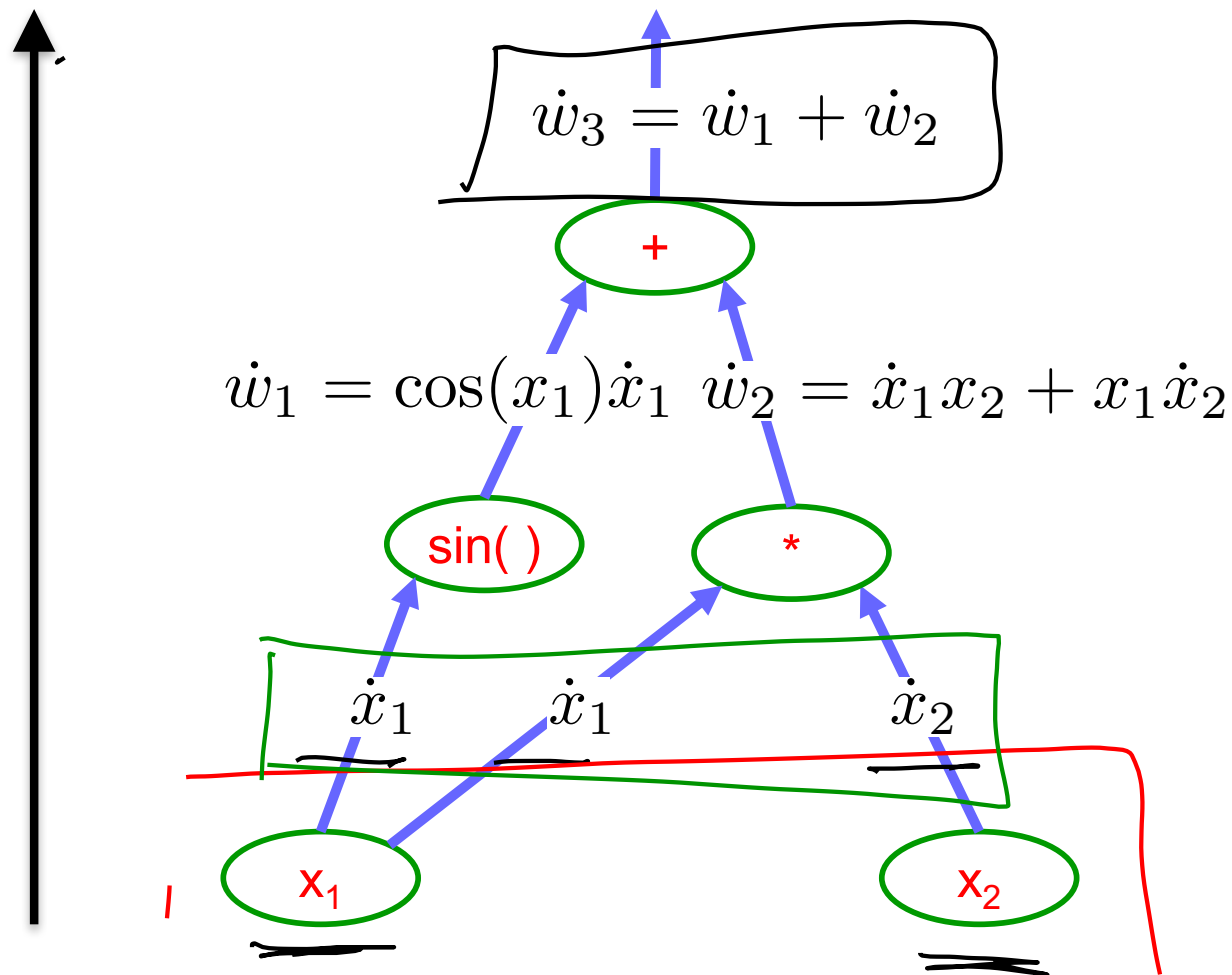 ẇ₃ = ẇ₁ + ẇ₂
+
ẇ₁ = cos(x₁)ẋ₁ ẇ₂ = ẋ₁x₂ + x₁ẋ₂
sin( ) *
ẋ₁ ẋ₁ ẋ₂
x₁ x₂